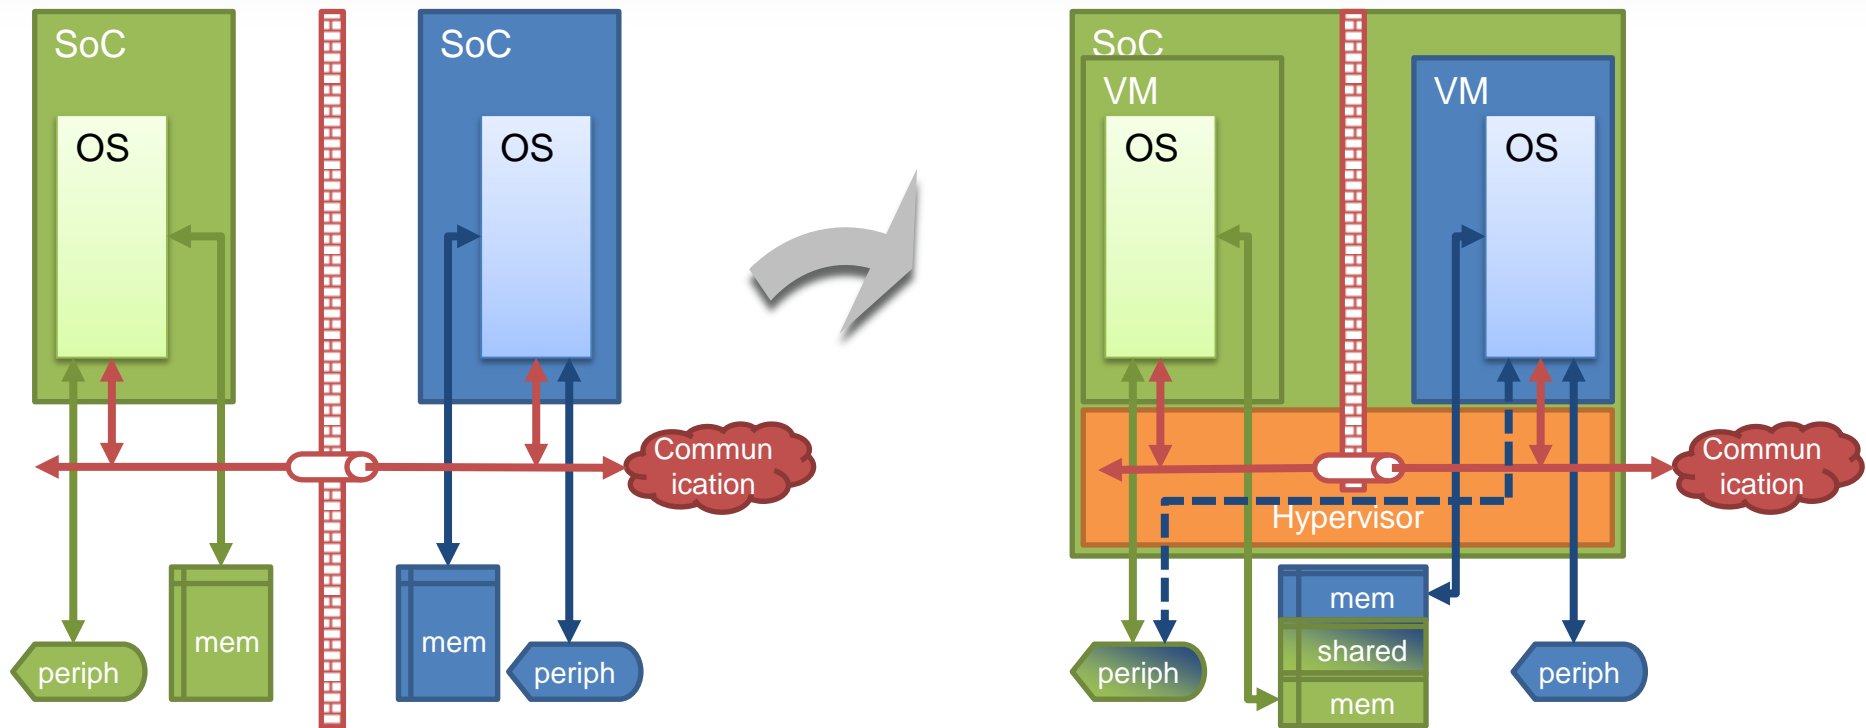 SoC
OS
mem
periph
SoC
OS
mem
periph
Commun
ication
SoC
VM
OS
VM
OS
Hypervisor
Commun
ication
mem
shared
mem
periph
periph